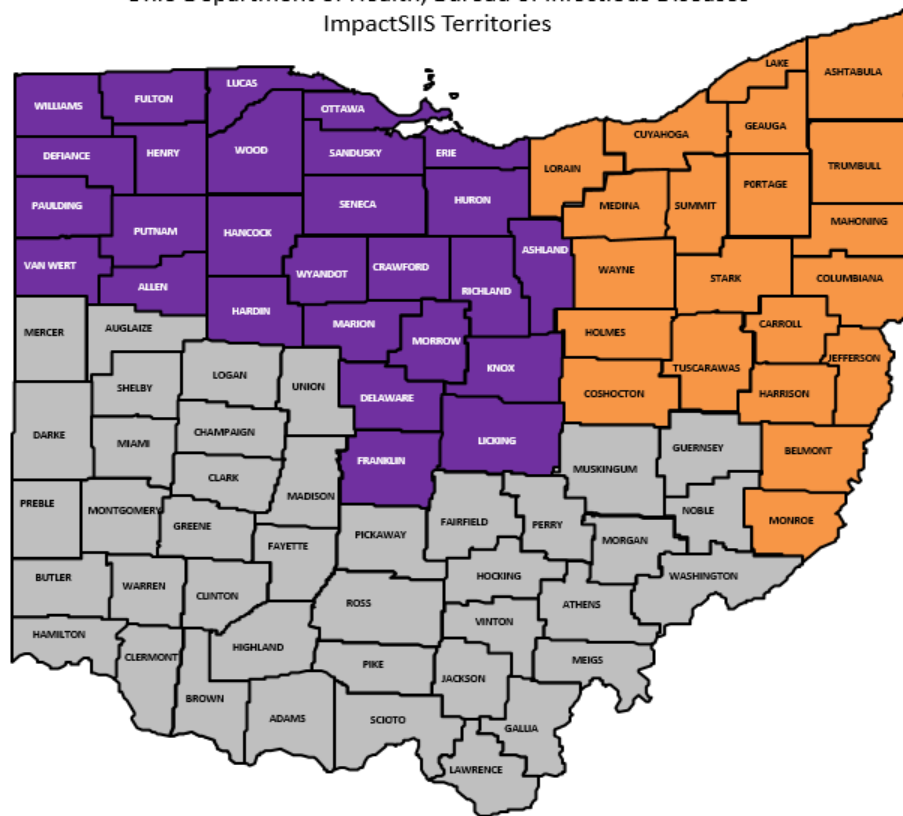 ImpactSIIS Territories
LAKE
ASHTABULA
LUCAS
WILLIAMS
FULTON
OTTAWA
GEAUGA
CUYAHOGA
DEFIANCE
HENRY
WOOD
SANDUSKY
ERIE
LORAIN
TRUMBULL
PORTAGE
PAULDING
SENECA
HURON
MEDINA
SUMMIT
MAHONING
PUTNAM
HANCOCK
ASHLAND
VAN WERT
WYANDOT
CRAWFORD
WAYNE
STARK
COLUMBIANA
ALLEN
RICHLAND
HARDIN
MARION
MERCER
AUGLAIZE
MORROW
HOLMES
CARROLL
JEFFERSON
KNOX
TUSCARAWAS
LOGAN
UNION
SHELBY
DELAWARE
COSHOCTON
HARRISON
DARKE
MIAMI
CHAMPAIGN
LICKING
GUERNSEY
BELMONT
FRANKLIN
MUSKINGUM
CLARK
MADISON
PREBLE
MONTGOMERY
GREENE
FAIRFIELD
PERRY
NOBLE
MONROE
PICKAWAY
MORGAN
FAYETTE
BUTLER
WARREN
CLINTON
HOCKING
WASHINGTON
ROSS
ATHENS
VINTON
HAMILTON
CLERMONT
HIGHLAND
PIKE
MEIGS
JACKSON
BROWN
ADAMS
SCIOTO
GALLIA
LAWRENCE